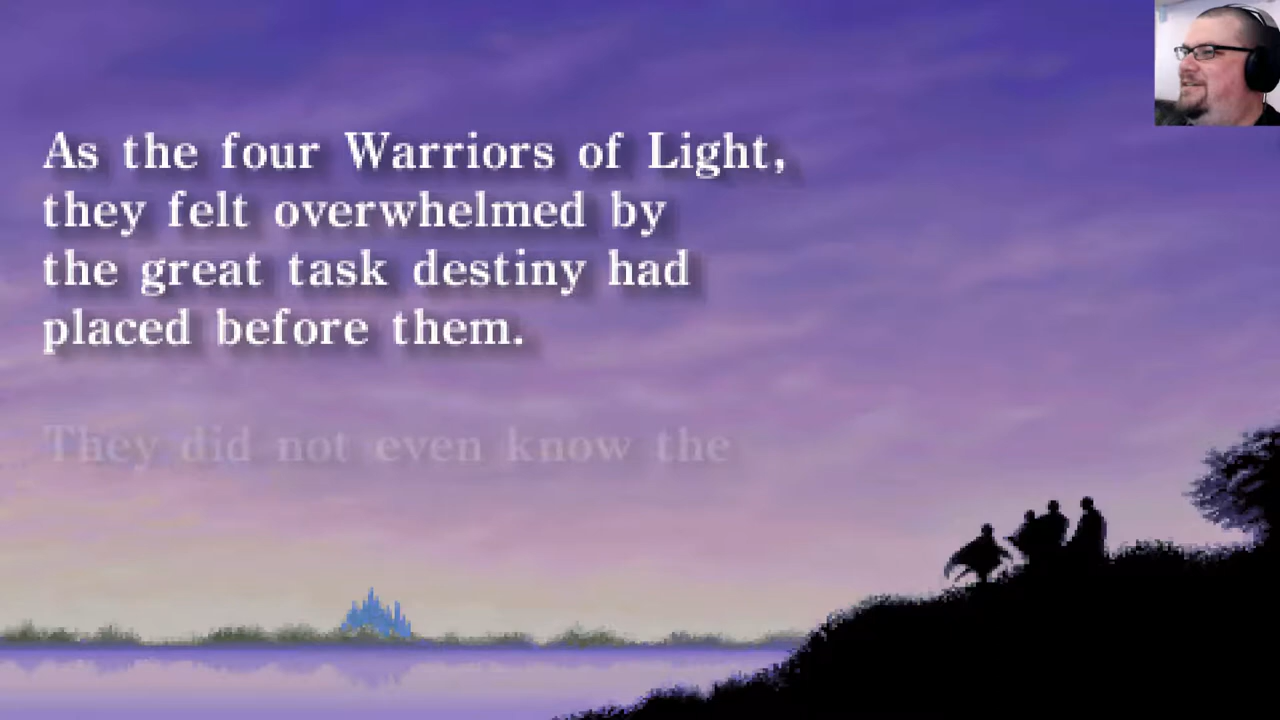 As the four Warriors of Light,
they felt overwhelmed by
the great task destiny had
placed before them.
They did not even know the